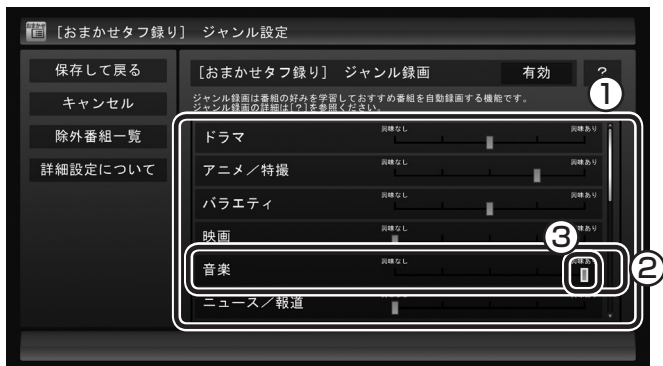 おまかせ
[おまかせタフ録り] ジャンル設定
保存して戻る
キャンセル
除外番組一覧
詳細設定について
[おまかせタフ録り] ジャンル録画 有効 ?
ジャンル録画は番組の好みを学習しておすすめ番組を自動録画する機能です。
ジャンル録画の詳細は[?]を参照ください。
①
ドラマ 興味なし 興味あり
アニメ/特撮 興味なし 興味あり
バラエティ 興味なし 興味あり
映画 興味なし 興味あり
③
音楽 興味なし 興味あり
②
ニュース/報道